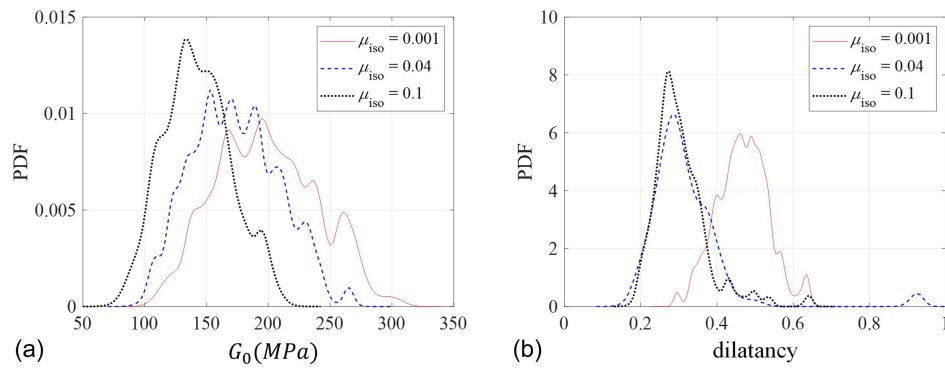 0.015
0.01
0.005
0
PDF
50
100
150
200
250
300
350
G₀(MPa)
(a)
μiso = 0.001
μiso = 0.04
μiso = 0.1
10
8
6
4
2
0
PDF
0
0.2
0.4
0.6
0.8
1
dilatancy
(b)
μiso = 0.001
μiso = 0.04
μiso = 0.1